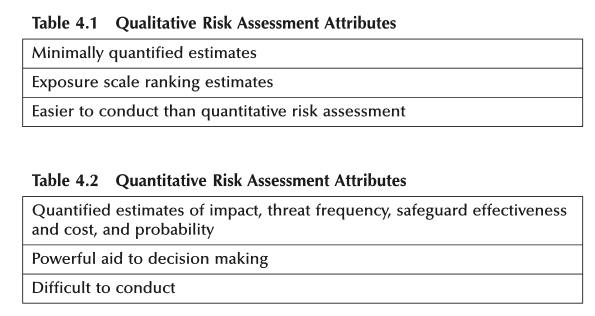 Table 4.1 Qualitative Risk Assessment Attributes
Minimally quantified estimates
Exposure scale ranking estimates
Easier to conduct than quantitative risk assessment
Table 4.2 Quantitative Risk Assessment Attributes
Quantified estimates of impact, threat frequency, safeguard effectiveness
and cost, and probability
Powerful aid to decision making
Difficult to conduct